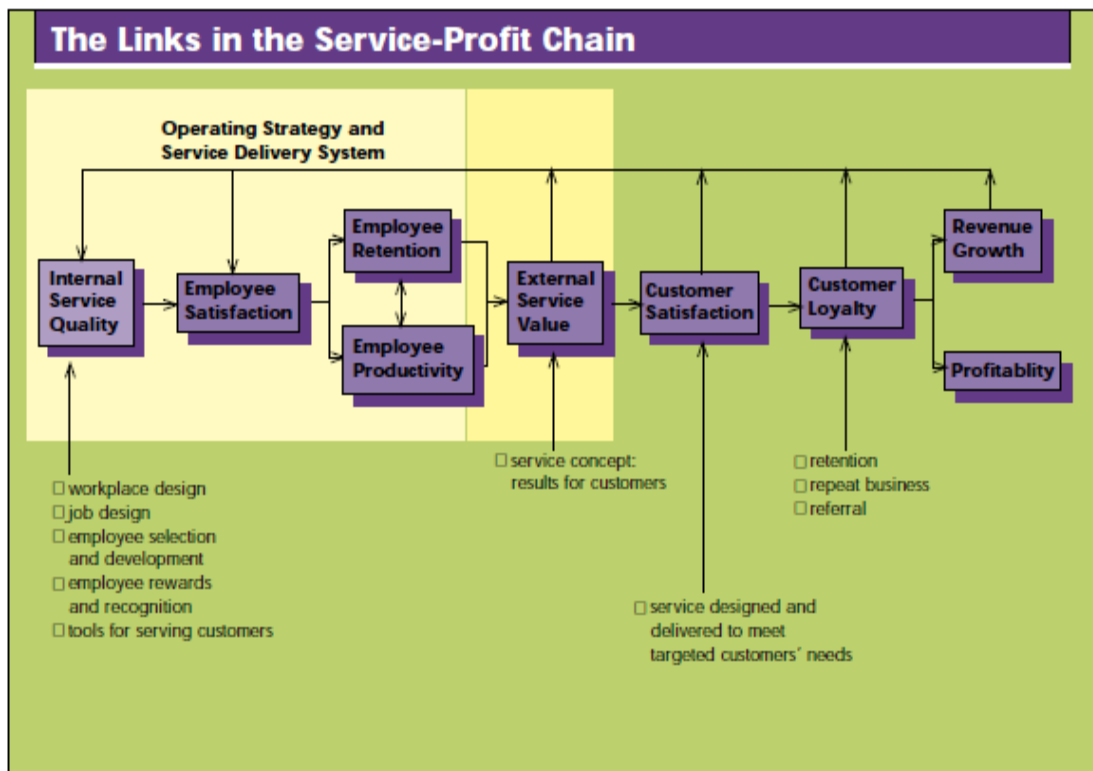 The Links in the Service-Profit Chain
Operating Strategy and
Service Delivery System
Internal
Service
Quality
Employee
Satisfaction
Employee
Retention
Employee
Productivity
External
Service
Value
Customer
Satisfaction
Customer
Loyalty
Revenue
Growth
Profitablity
workplace design
job design
employee selection
and development
employee rewards
and recognition
tools for serving customers
service concept:
results for customers
service designed and
delivered to meet
targeted customers’ needs
retention
repeat business
referral